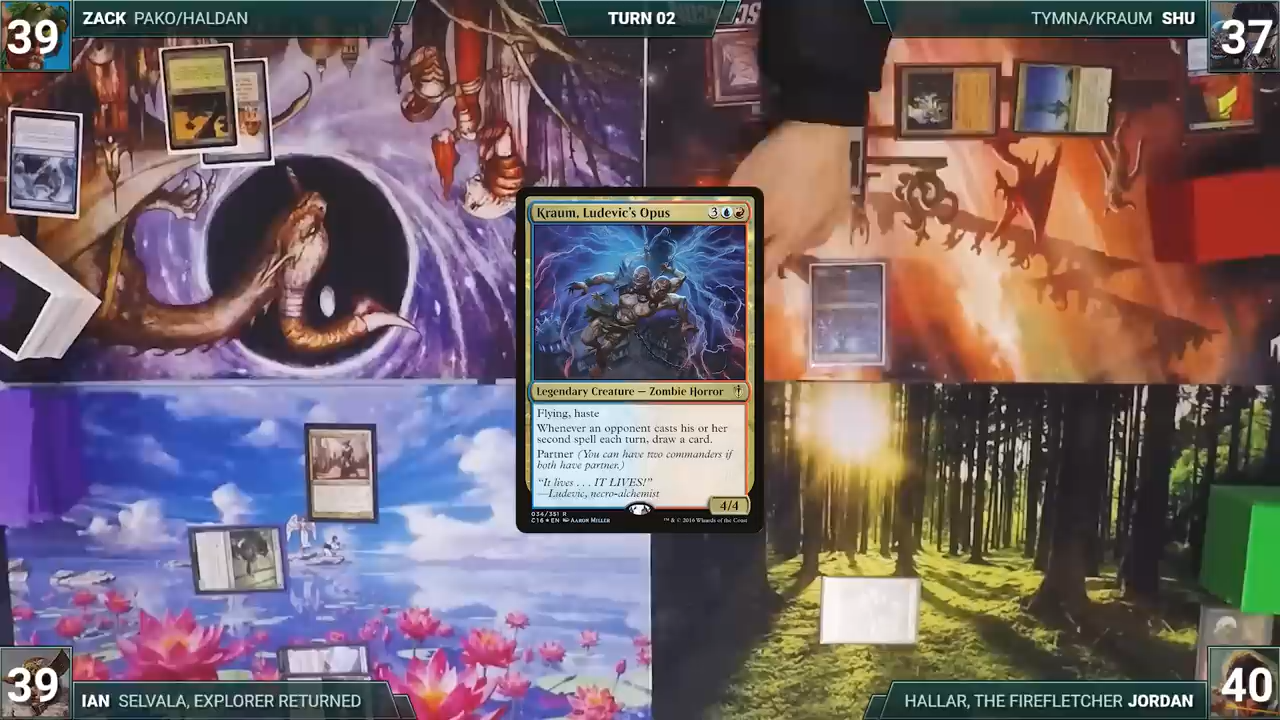 39
ZACK PAKO/HALDAN
TURN 02
TYMNA/KRAUM SHU
37
Kraum, Ludevic's Opus
3
Legendary Creature — Zombie Horror
Flying, haste
Whenever an opponent casts his or her
second spell each turn, draw a card.
Partner (You can have two commanders if
both have partner.)
"It lives . . . IT LIVES!"
—Ludevic, necro-alchemist
4/4
034/351 R
C16 EN AARON MILLER
™ & © 2016 Wizards of the Coast
39
IAN SELVALA, EXPLORER RETURNED
HALLAR, THE FIREFLETCHER JORDAN
40